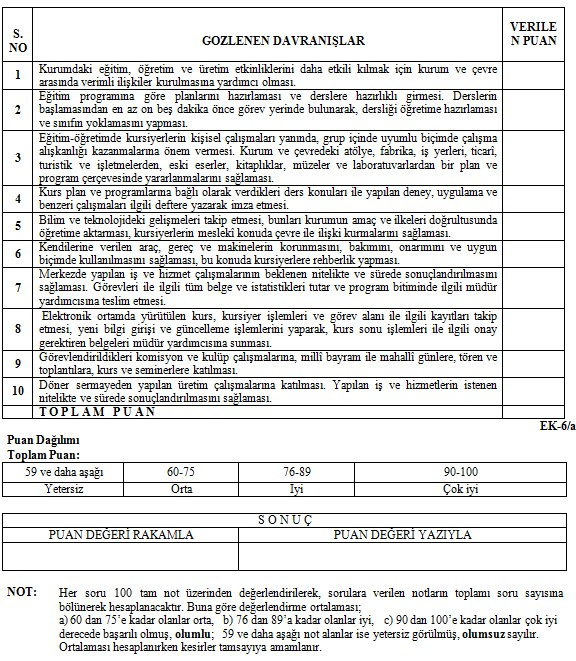 S. NO
GOZLENEN DAVRANIŞLAR
VERİLE
N PUAN
1
Kurumdaki eğitim, öğretim ve üretim etkinliklerini daha etkili kılmak için kurum ve çevre
arasında verimli ilişkiler kurulmasına yardımcı olması.
2
Eğitim programına göre planlarını hazırlaması ve derslere hazırlıklı girmesi. Derslerin
başlamasından en az on beş dakika önce görev yerinde bulunarak, dersliği öğretime hazırlaması
ve sınıfın yoklamasını yapması.
3
Eğitim-öğretimde kursiyerlerin kişisel çalışmaları yanında, grup içinde uyumlu biçimde çalışma
alışkanlığı kazanmalarına önem vermesi. Kurum ve çevredeki atölye, fabrika, iş yerleri, ticarî,
turistik ve işletmelerden, eski eserler, kitaplıklar, müzeler ve laboratuvarlardan bir plan ve
program çerçevesinde yararlanmalarını sağlaması.
4
Kurs plan ve programlarına bağlı olarak verdikleri ders konuları ile yapılan deney, uygulama ve
benzeri çalışmaları ilgili deftere yazarak imza etmesi.
5
Bilim ve teknolojideki gelişmeleri takip etmesi, bunları kurumun amaç ve ilkeleri doğrultusunda
öğretime aktarması, kursiyerlerin meslekî konuda çevre ile ilişki kurmalarını sağlaması.
6
Kendilerine verilen araç, gereç ve makinelerin korunmasını, bakımını, onarımını ve uygun
biçimde kullanılmasını sağlaması, bu konuda kursiyerlere rehberlik yapması.
7
Merkezde yapılan iş ve hizmet çalışmalarının beklenen nitelikte ve sürede sonuçlandırılmasını
sağlaması. Görevleri ile ilgili tüm belge ve istatistikleri tutar ve program bitiminde ilgili müdür
yardımcısına teslim etmesi.
8
Elektronik ortamda yürütülen kurs, kursiyer işlemleri ve görev alanı ile ilgili kayıtları takip
etmesi, yeni bilgi girişi ve güncelleme işlemlerini yaparak, kurs sonu işlemleri ile ilgili onay
gerektiren belgeleri müdür yardımcısına sunması.
9
Görevlendirildikleri komisyon ve kulüp çalışmalarına, millî bayram ile mahallî günlere, tören ve
toplantılara, kurs ve seminerlere katılması.
10
Döner sermayeden yapılan üretim çalışmalarına katılması. Yapılan iş ve hizmetlerin istenen
nitelikte ve sürede sonuçlandırılmasını sağlaması.
T O P L A M P U A N
EK-6/a
Puan Dağılımı
Toplam Puan:
59 ve daha aşağı 60-75 76-89 90-100
Yetersiz Orta Iyi Çok iyi
S O N U Ç
PUAN DEĞERİ RAKAMLA PUAN DEĞERİ YAZIYLA
NOT: Her soru 100 tam not üzerinden değerlendirilerek, sorulara verilen notların toplamı soru sayısına
bölünerek hesaplanacaktır. Buna göre değerlendirme ortalaması;
a) 60 dan 75’e kadar olanlar orta, b) 76 dan 89’a kadar olanlar iyi, c) 90 dan 100’e kadar olanlar çok iyi
derecede başarılı olmuş, olumlu; 59 ve daha aşağı not alanlar ise yetersiz görülmüş, olumsuz sayılır.
Ortalaması hesaplanırken kesirler tamsayıya amamlanır.